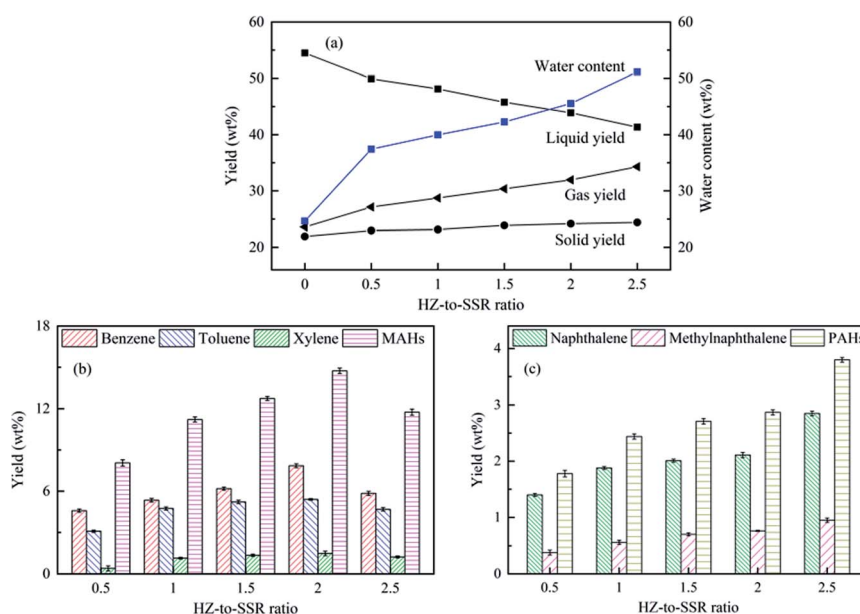 (a)
60
50
40
30
20
Yield (wt%)
60
50
40
30
20
Water content (wt%)
Water content
Liquid yield
Gas yield
Solid yield
0 0.5 1 1.5 2 2.5
HZ-to-SSR ratio
Benzene Toluene Xylene MAHs
(b)
18
12
6
0
Yield (wt%)
0.5 1 1.5 2 2.5
HZ-to-SSR ratio
Naphthalene Methylnaphthalene PAHs
(c)
4
3
2
1
0
Yield (wt%)
0.5 1 1.5 2 2.5
HZ-to-SSR ratio